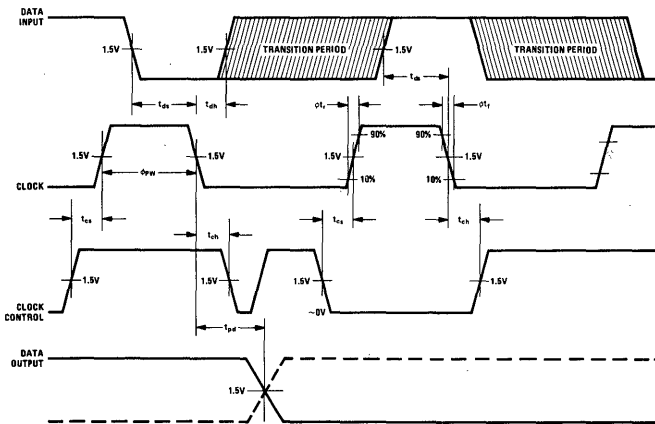 DATA
INPUT
1.5V
1.5V
TRANSITION PERIOD
1.5V
TRANSITION PERIOD
tds
tdh
tds
ϕtr
ϕtf
90%
90%
1.5V
1.5V
1.5V
1.5V
ϕPW
10%
10%
CLOCK
tcs
tch
tcs
tch
1.5V
1.5V
1.5V
1.5V
CLOCK
CONTROL
~0V
tpd
DATA
OUTPUT
1.5V